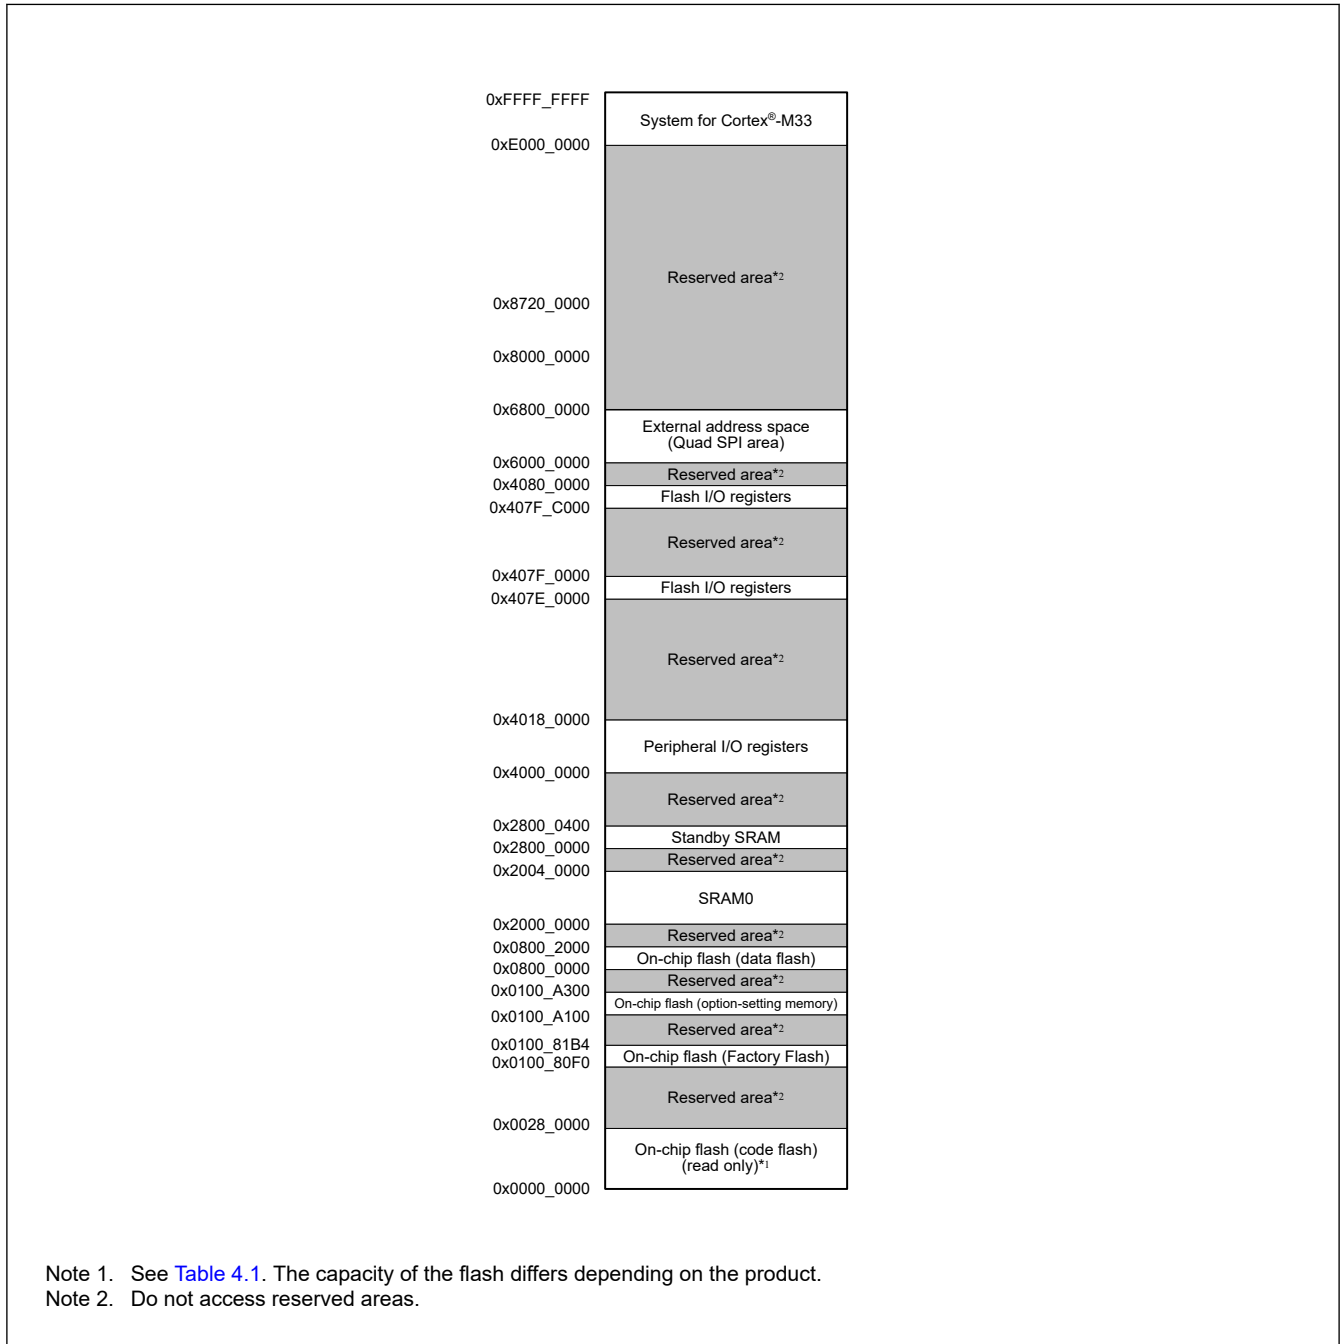 0xFFFF_FFFF
System for Cortex®-M33
0xE000_0000
Reserved area*2
0x8720_0000
0x8000_0000
0x6800_0000
External address space
(Quad SPI area)
0x6000_0000
Reserved area*2
0x4080_0000
Flash I/O registers
0x407F_C000
Reserved area*2
0x407F_0000
Flash I/O registers
0x407E_0000
Reserved area*2
0x4018_0000
Peripheral I/O registers
0x4000_0000
Reserved area*2
0x2800_0400
Standby SRAM
0x2800_0000
Reserved area*2
0x2004_0000
SRAM0
0x2000_0000
Reserved area*2
0x0800_2000
On-chip flash (data flash)
0x0800_0000
Reserved area*2
0x0100_A300
On-chip flash (option-setting memory)
0x0100_A100
Reserved area*2
0x0100_81B4
On-chip flash (Factory Flash)
0x0100_80F0
Reserved area*2
0x0028_0000
On-chip flash (code flash)
(read only)*1
0x0000_0000
Note 1. See Table 4.1. The capacity of the flash differs depending on the product.
Note 2. Do not access reserved areas.